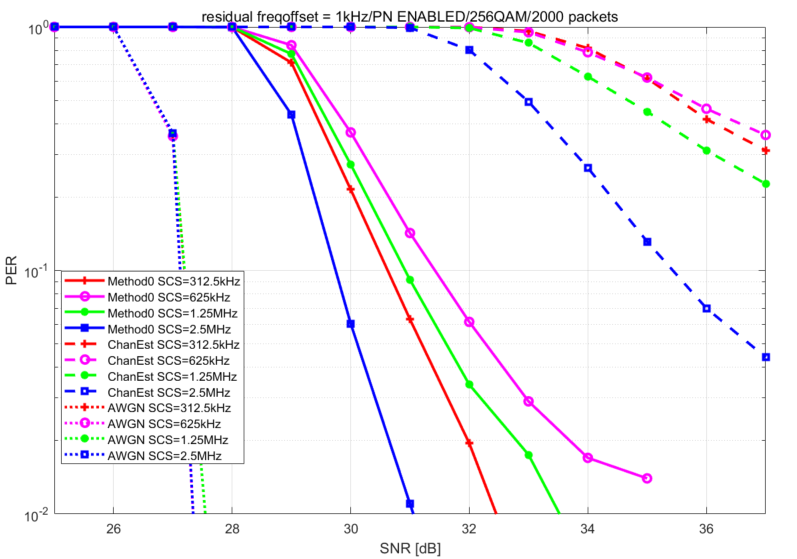 residual freqoffset = 1kHz/PN ENABLED/256QAM/2000 packets
10^0
10^-1
10^-2
PER
Method0 SCS=312.5kHz
Method0 SCS=625kHz
Method0 SCS=1.25MHz
Method0 SCS=2.5MHz
ChanEst SCS=312.5kHz
ChanEst SCS=625kHz
ChanEst SCS=1.25MHz
ChanEst SCS=2.5MHz
AWGN SCS=312.5kHz
AWGN SCS=625kHz
AWGN SCS=1.25MHz
AWGN SCS=2.5MHz
26 28 30 32 34 36
SNR [dB]